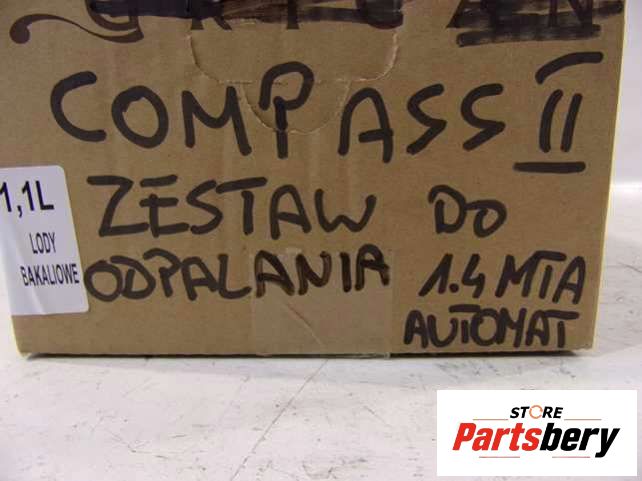 COMPASS II
ZESTAW DO
ODPALANIA 1.4 MTA
AUTOMAT
1,1L
LODY
BAKALIOWE
STORE
Partsbery